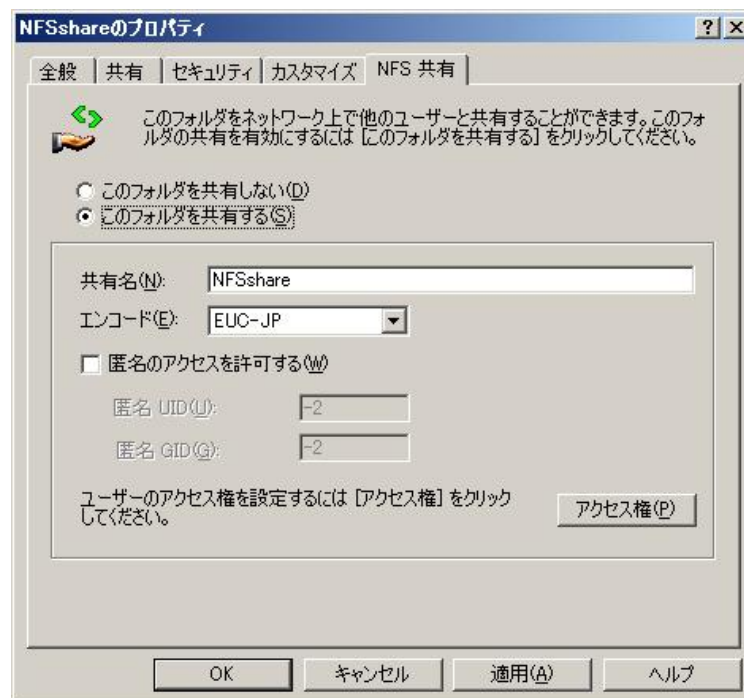 NFSshareのプロパティ
全般 共有 セキュリティ カスタマイズ NFS 共有
このフォルダをネットワーク上で他のユーザーと共有することができます。このフォ
ルダの共有を有効にするには [このフォルダを共有する] をクリックしてください。
このフォルダを共有しない(D)
このフォルダを共有する(S)
共有名(N): NFSshare
エンコード(E): EUC-JP
匿名のアクセスを許可する(W)
匿名 UID(U): -2
匿名 GID(G): -2
ユーザーのアクセス権を設定するには [アクセス権] をクリック
してください。
アクセス権(P)
OK キャンセル 適用(A) ヘルプ